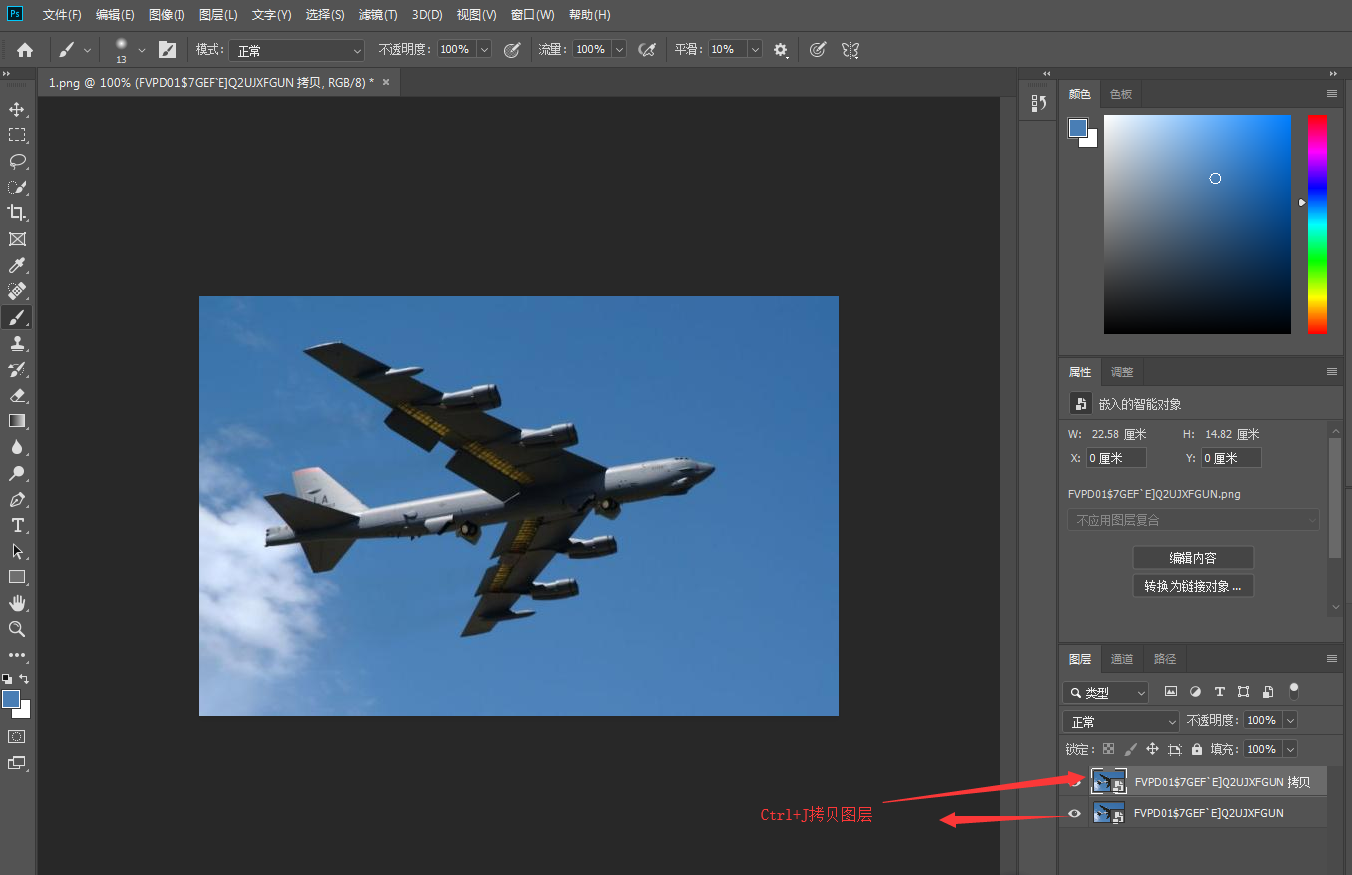 Ps 文件(F) 编辑(E) 图像(I) 图层(L) 文字(Y) 选择(S) 滤镜(T) 3D(D) 视图(V) 窗口(W) 帮助(H)
13 模式: 正常 不透明度: 100% 流量: 100% 平滑: 10%
1.png @ 100% (FVPD01$7GEF`E]Q2UJXFGUN 拷贝, RGB/8) * ×
颜色 色板
LA
属性 调整
嵌入的智能对象
W: 22.58 厘米 H: 14.82 厘米
X: 0 厘米 Y: 0 厘米
FVPD01$7GEF`E]Q2UJXFGUN.png
不应用图层复合
编辑内容
转换为链接对象...
图层 通道 路径
类型
正常 不透明度: 100%
锁定: 填充: 100%
FVPD01$7GEF`E]Q2UJXFGUN 拷贝
Ctrl+J拷贝图层
FVPD01$7GEF`E]Q2UJXFGUN